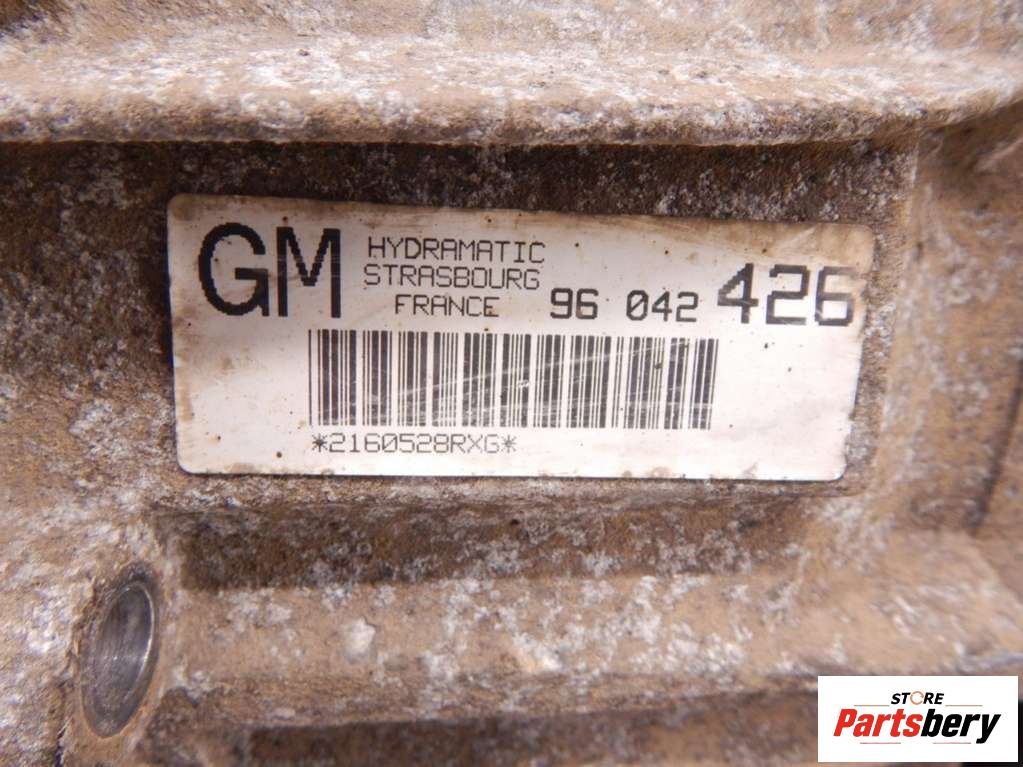 GM HYDRAMATIC
STRASBOURG
FRANCE 96 042 426
*2160528RXG*
STORE
Partsbery